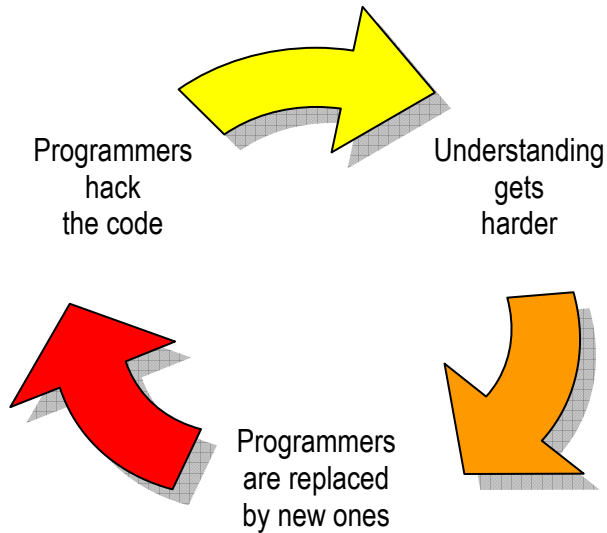 Programmers
hack
the code
Understanding
gets
harder
Programmers
are replaced
by new ones